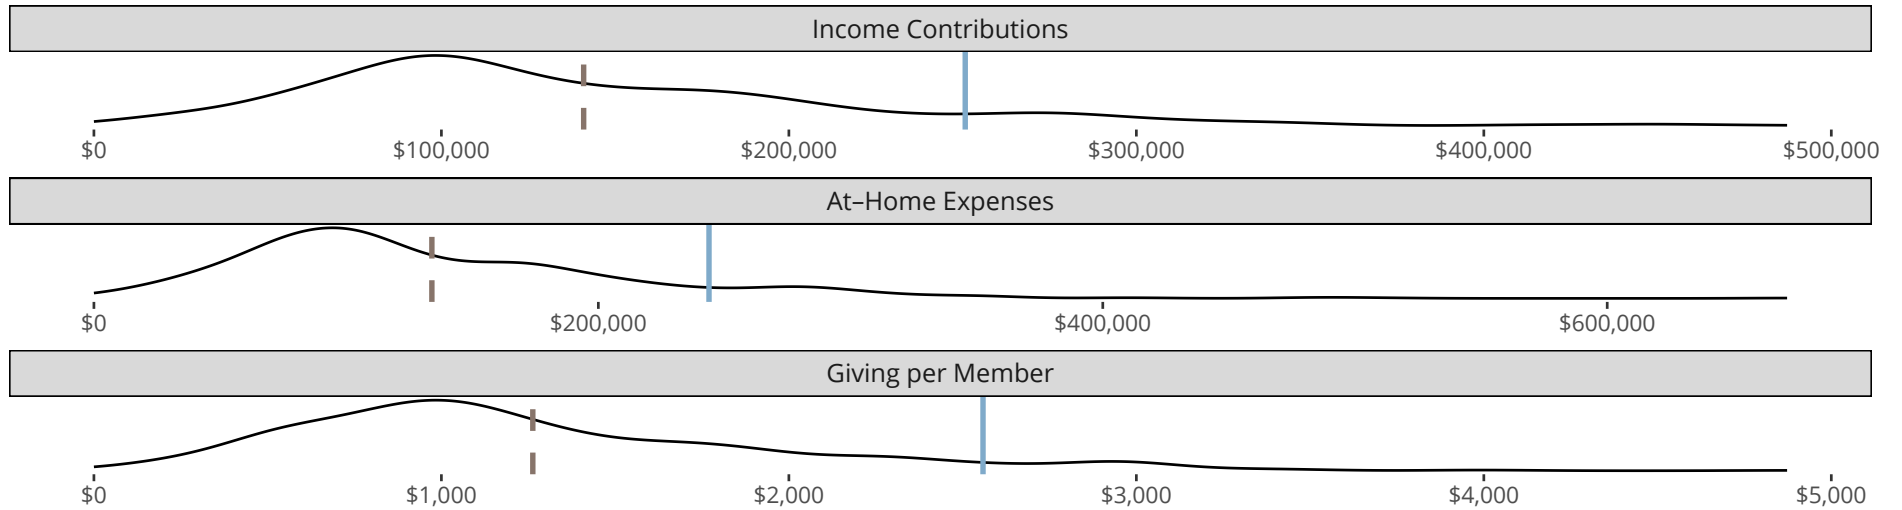 Income Contributions
$0 $100,000 $200,000 $300,000 $400,000 $500,000
At–Home Expenses
$0 $200,000 $400,000 $600,000
Giving per Member
$0 $1,000 $2,000 $3,000 $4,000 $5,000